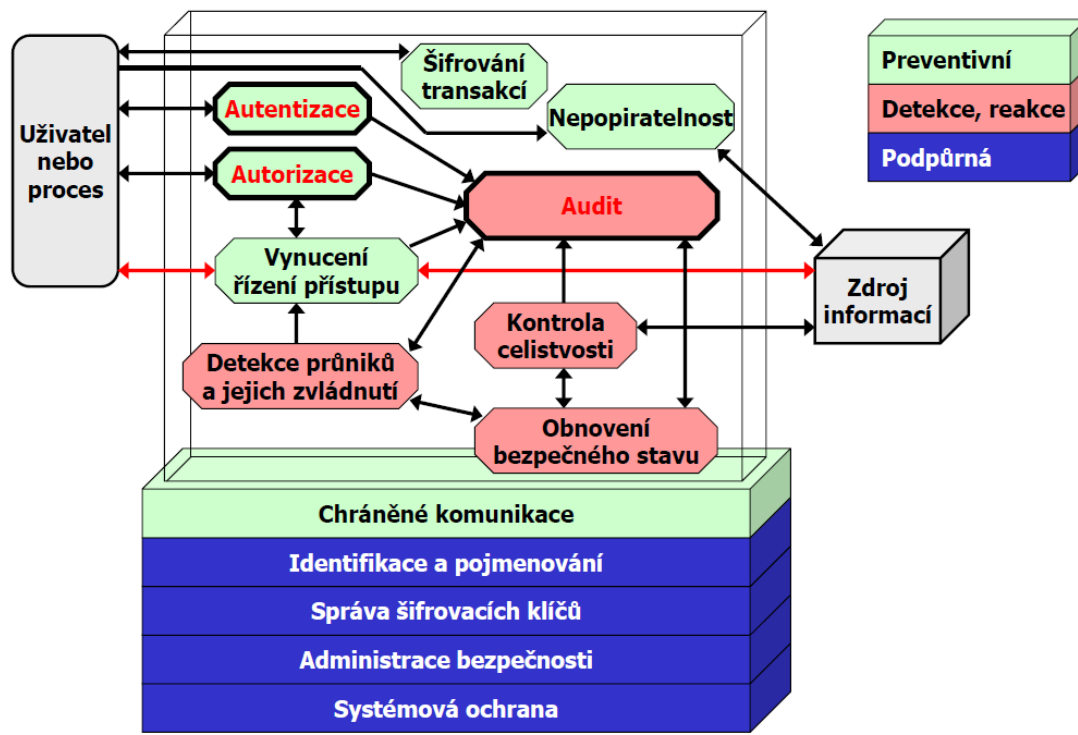 Uživatel
nebo
proces
Šifrování
transakcí
Nepopiratelnost
Autentizace
Autorizace
Audit
Vynucení
řízení přístupu
Kontrola
celistvosti
Detekce průniků
a jejich zvládnutí
Obnovení
bezpečného stavu
Zdroj
informací
Preventivní
Detekce, reakce
Podpůrná
Chráněné komunikace
Identifikace a pojmenování
Správa šifrovacích klíčů
Administrace bezpečnosti
Systémová ochrana